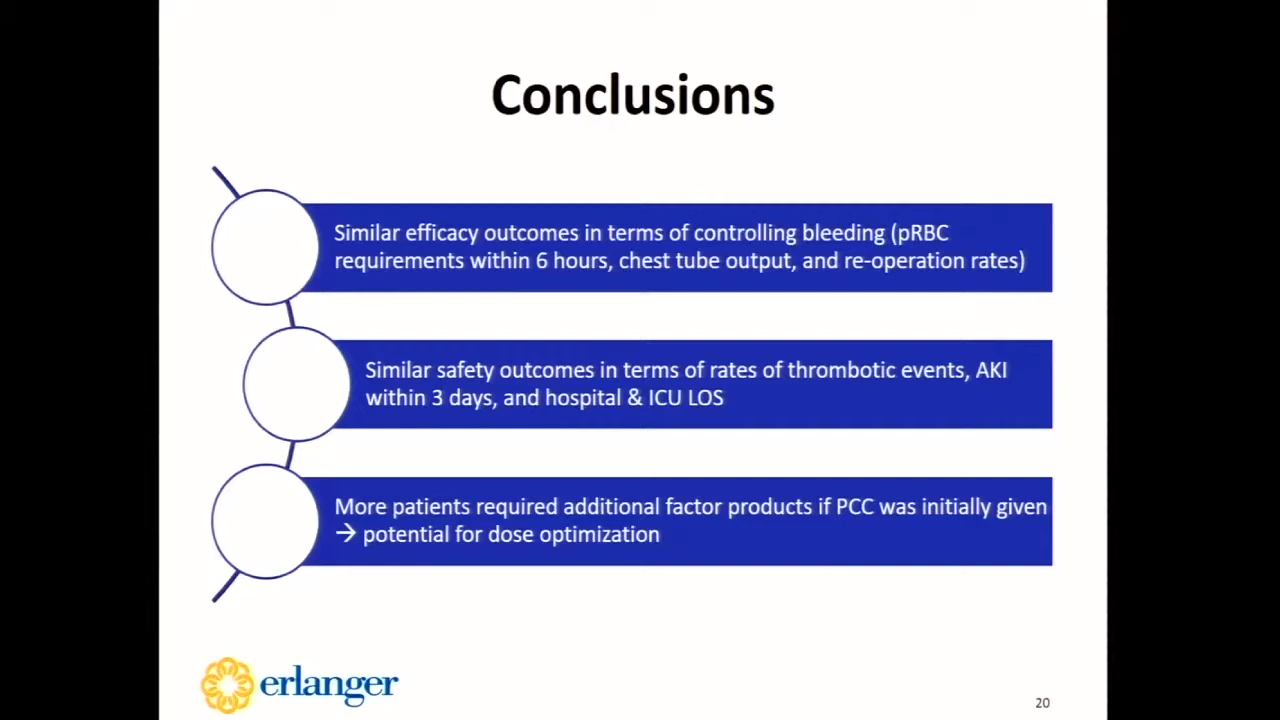 Conclusions
Similar efficacy outcomes in terms of controlling bleeding (pRBC
requirements within 6 hours, chest tube output, and re-operation rates)
Similar safety outcomes in terms of rates of thrombotic events, AKI
within 3 days, and hospital & ICU LOS
More patients required additional factor products if PCC was initially given
→ potential for dose optimization
erlanger
20